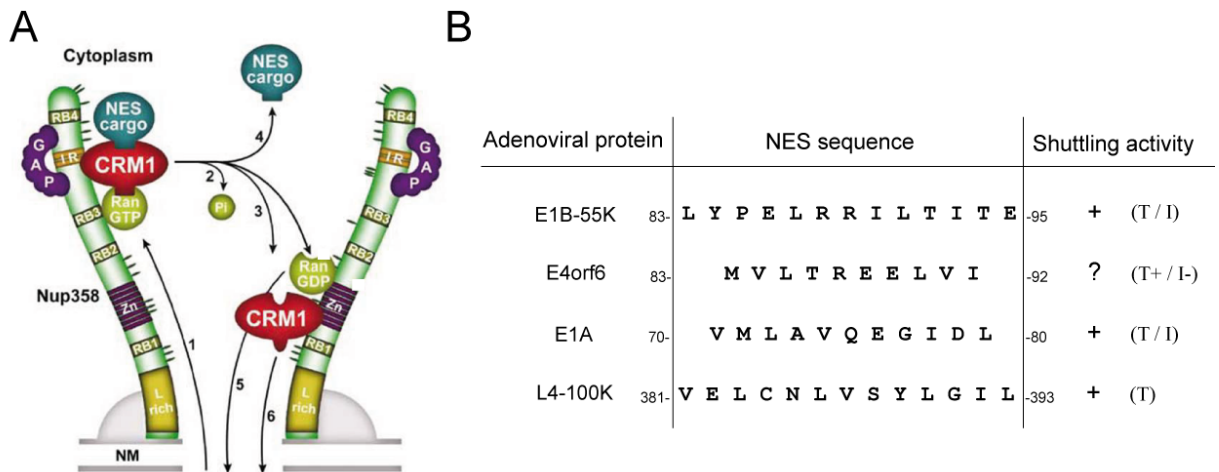 A
Cytoplasm
NES
cargo
CRM1
Ran
GTP
RB4
IR
G
A
P
RB3
RB2
Nup358
Zn
RB1
L
rich
NM
1
2
Pi
3
4
NES
cargo
5
6
Ran
GDP
CRM1
RB4
IR
G
A
P
RB3
RB2
Zn
RB1
L
rich
B
Adenoviral protein NES sequence Shuttling activity
E1B-55K 83- L Y P E L R R I L T I T E -95 + (T / I)
E4orf6 83- M V L T R E E L V I -92 ? (T+ / I-)
E1A 70- V M L A V Q E G I D L -80 + (T / I)
L4-100K 381- V E L C N L V S Y L G I L -393 + (T)